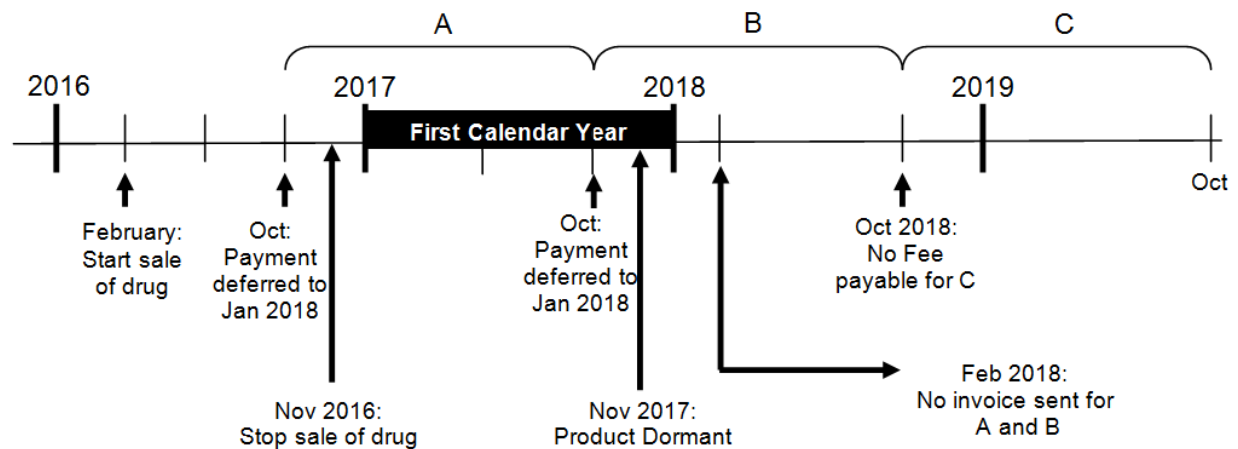 A
B
C
2016
2017
2018
2019
First Calendar Year
Oct
February:
Start sale
of drug
Oct:
Payment
deferred to
Jan 2018
Oct:
Payment
deferred to
Jan 2018
Oct 2018:
No Fee
payable for C
Nov 2016:
Stop sale of drug
Nov 2017:
Product Dormant
Feb 2018:
No invoice sent for
A and B